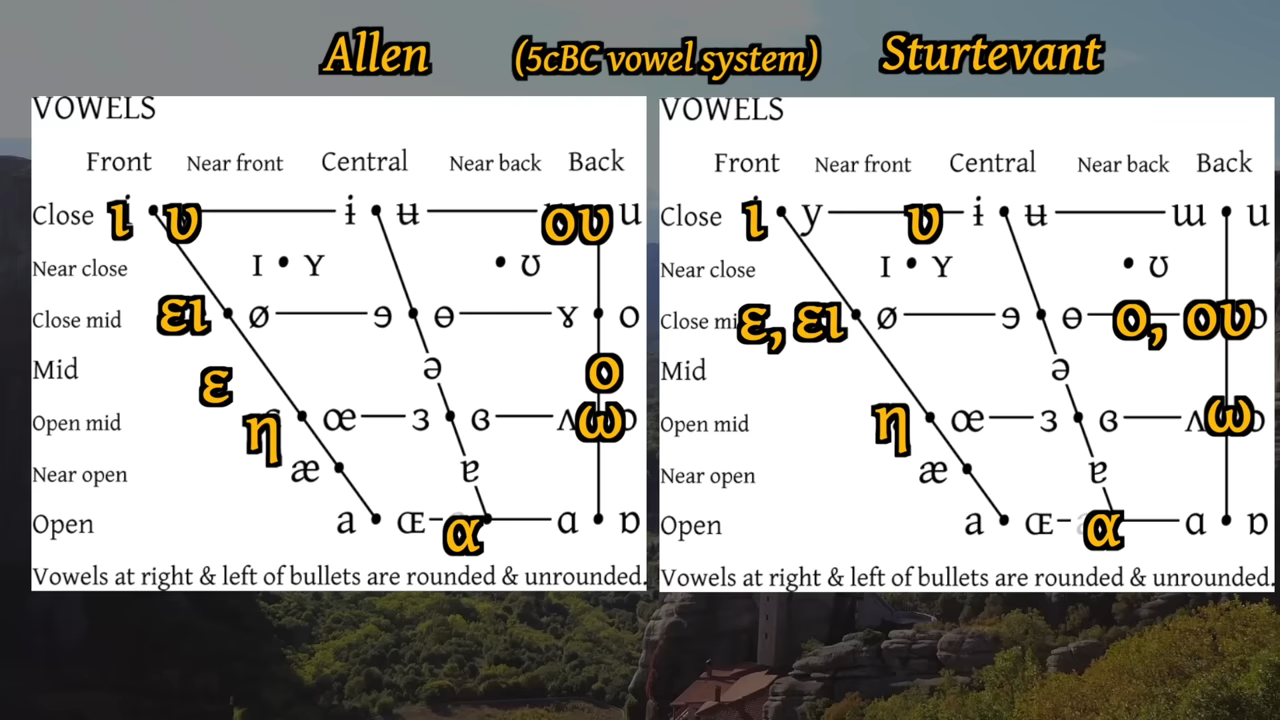 Allen (5cBC vowel system) Sturtevant
VOWELS
Front Near front Central Near back Back
Close ι υ ɨ ʉ ου u
Near close ɪ ʏ ʊ
Close mid ει ø ɘ ɵ ɤ o
Mid ε ə ο
Open mid η œ ɜ ɞ ʌ ω ɔ
Near open æ ɐ
Open a ɶ α ɑ ɒ
Vowels at right & left of bullets are rounded & unrounded.
VOWELS
Front Near front Central Near back Back
Close ι y υ ɨ ʉ ɯ u
Near close ɪ ʏ ʊ
Close mi ε, ει ø ɘ ɵ ο, ου
Mid ə
Open mid η œ ɜ ɞ ʌ ω ɔ
Near open æ ɐ
Open a ɶ α ɑ ɒ
Vowels at right & left of bullets are rounded & unrounded.